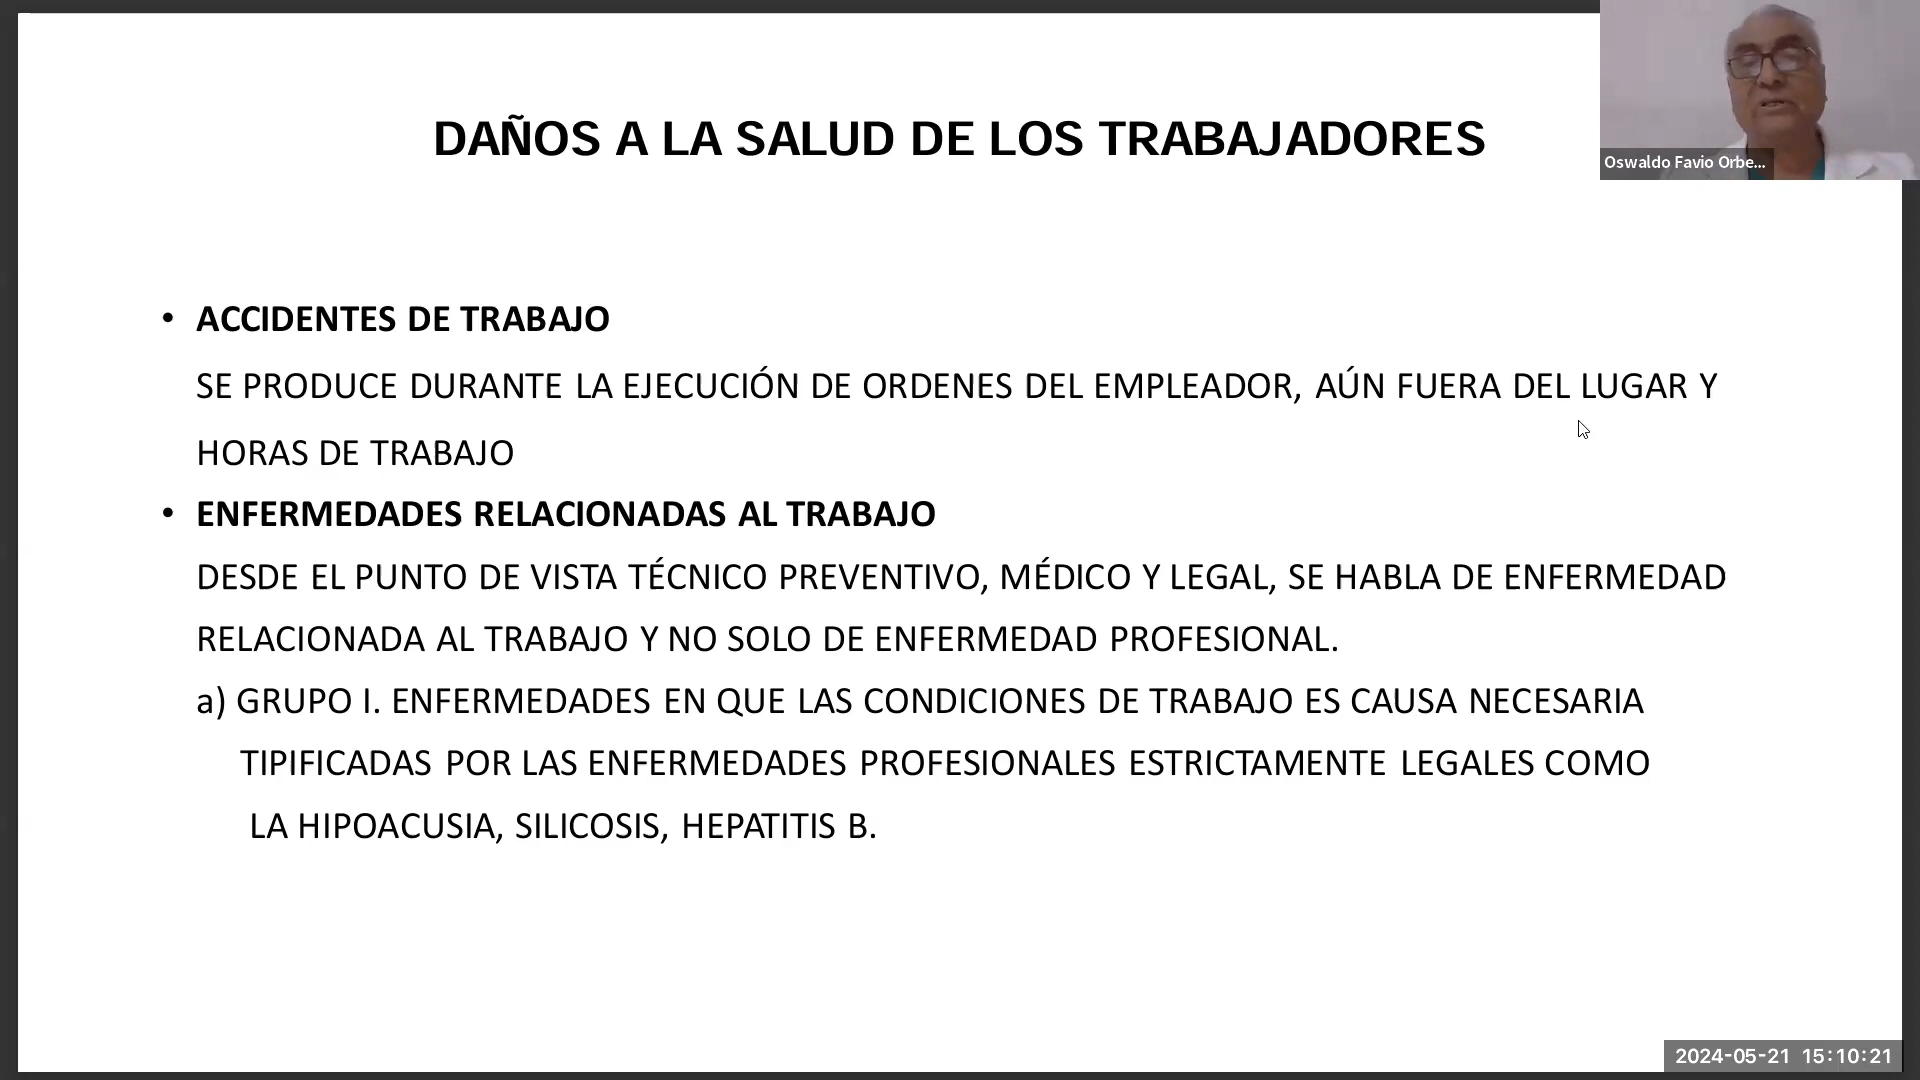 DAÑOS A LA SALUD DE LOS TRABAJADORES
Oswaldo Favio Orbe...
• ACCIDENTES DE TRABAJO
SE PRODUCE DURANTE LA EJECUCIÓN DE ORDENES DEL EMPLEADOR, AÚN FUERA DEL LUGAR Y
HORAS DE TRABAJO
• ENFERMEDADES RELACIONADAS AL TRABAJO
DESDE EL PUNTO DE VISTA TÉCNICO PREVENTIVO, MÉDICO Y LEGAL, SE HABLA DE ENFERMEDAD
RELACIONADA AL TRABAJO Y NO SOLO DE ENFERMEDAD PROFESIONAL.
a) GRUPO I. ENFERMEDADES EN QUE LAS CONDICIONES DE TRABAJO ES CAUSA NECESARIA
TIPIFICADAS POR LAS ENFERMEDADES PROFESIONALES ESTRICTAMENTE LEGALES COMO
LA HIPOACUSIA, SILICOSIS, HEPATITIS B.
2024-05-21 15:10:21